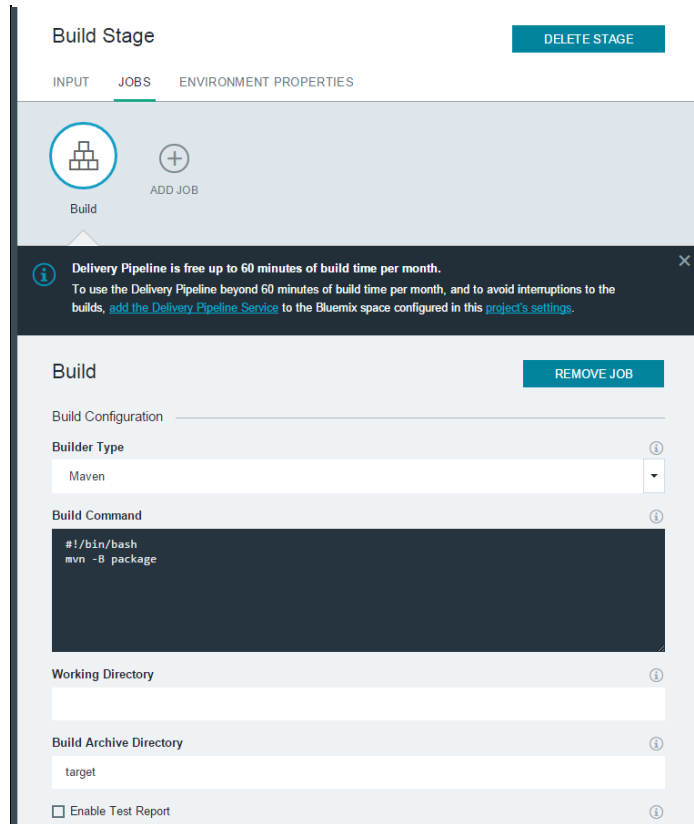 Build Stage
DELETE STAGE
INPUT JOBS ENVIRONMENT PROPERTIES
ADD JOB
Build
Delivery Pipeline is free up to 60 minutes of build time per month.
To use the Delivery Pipeline beyond 60 minutes of build time per month, and to avoid interruptions to the
builds, add the Delivery Pipeline Service to the Bluemix space configured in this project's settings.
Build
REMOVE JOB
Build Configuration
Builder Type
Maven
Build Command
#!/bin/bash
mvn -B package
Working Directory
Build Archive Directory
target
Enable Test Report